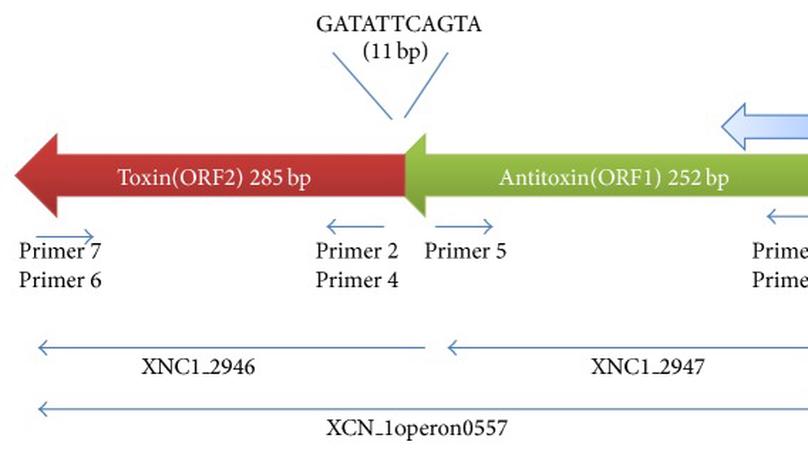 GATATTCAGTA
(11 bp)
Toxin(ORF2) 285 bp
Antitoxin(ORF1) 252 bp
Primer 7
Primer 2
Primer 5
Prime
Primer 6
Primer 4
Prime
XNC1_2946
XNC1_2947
XCN_1operon0557